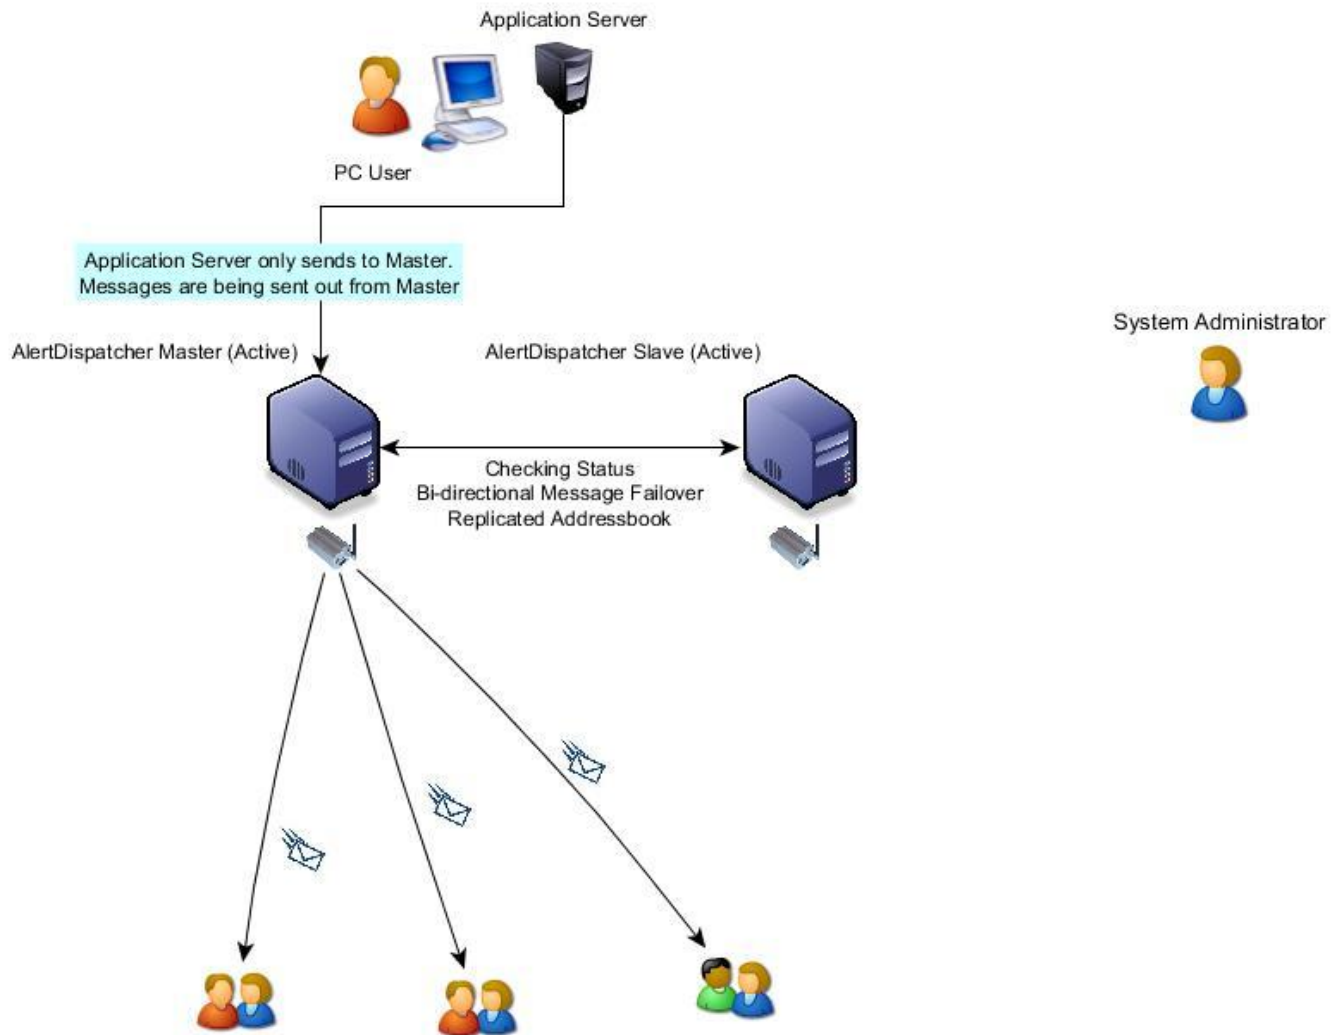 Application Server
PC User
Application Server only sends to Master.
Messages are being sent out from Master
System Administrator
AlertDispatcher Master (Active)
AlertDispatcher Slave (Active)
Checking Status
Bi-directional Message Failover
Replicated Addressbook